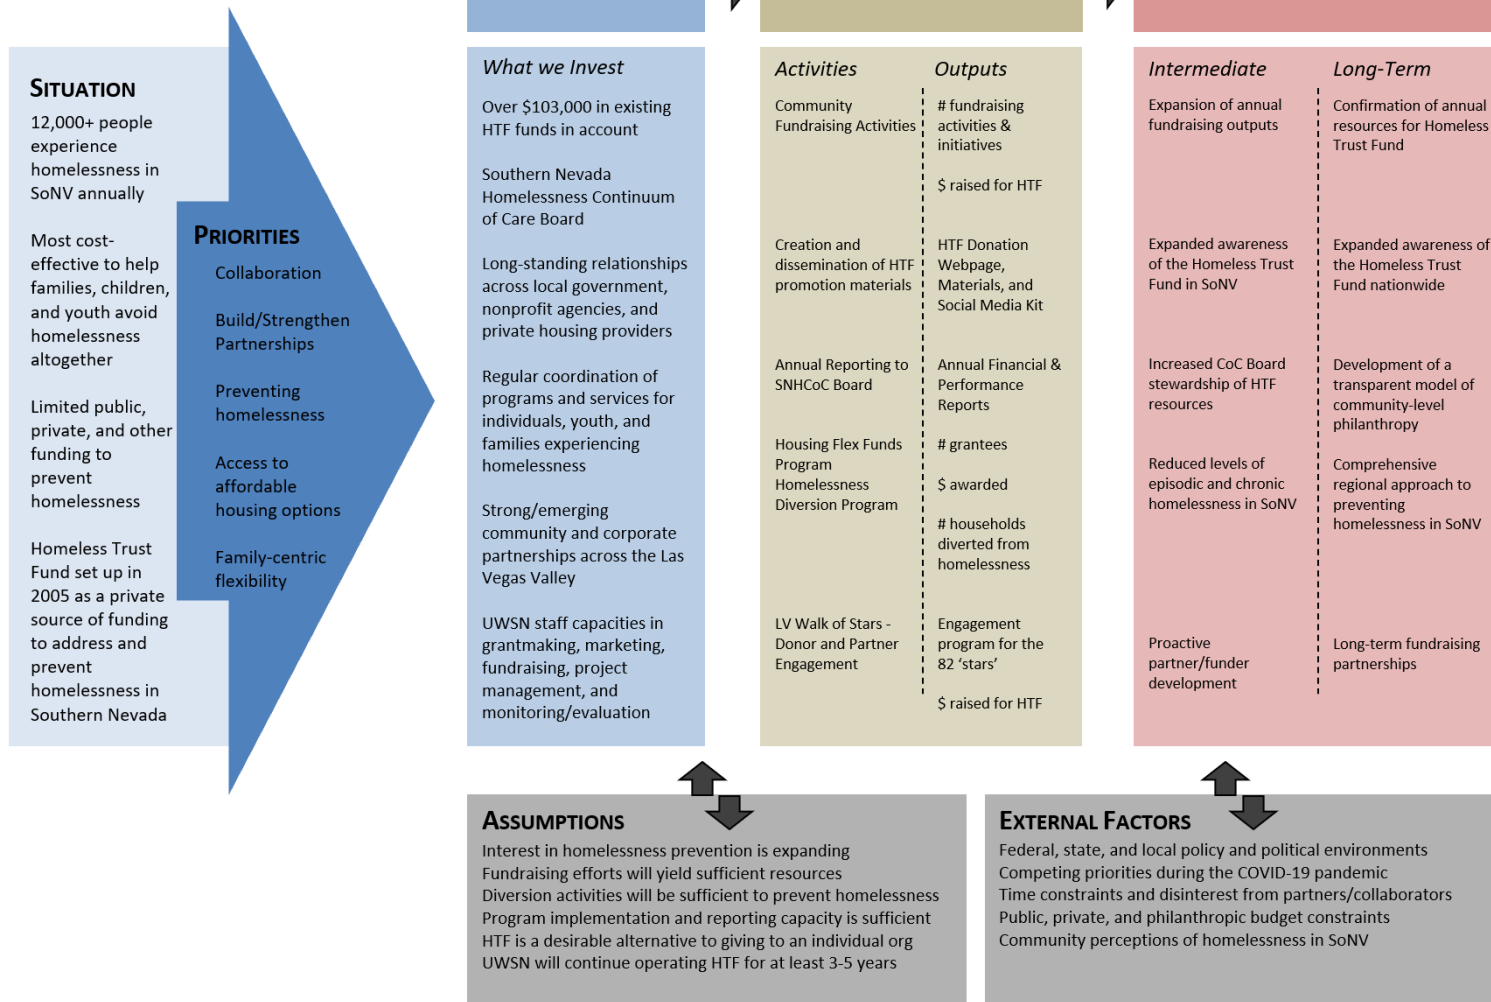 SITUATION
12,000+ people
experience
homelessness in
SoNV annually
Most cost-
effective to help
families, children,
and youth avoid
homelessness
altogether
Limited public,
private, and other
funding to
prevent
homelessness
Homeless Trust
Fund set up in
2005 as a private
source of funding
to address and
prevent
homelessness in
Southern Nevada
PRIORITIES
Collaboration
Build/Strengthen
Partnerships
Preventing
homelessness
Access to
affordable
housing options
Family-centric
flexibility
What we Invest
Over $103,000 in existing
HTF funds in account
Southern Nevada
Homelessness Continuum
of Care Board
Long-standing relationships
across local government,
nonprofit agencies, and
private housing providers
Regular coordination of
programs and services for
individuals, youth, and
families experiencing
homelessness
Strong/emerging
community and corporate
partnerships across the Las
Vegas Valley
UWSN staff capacities in
grantmaking, marketing,
fundraising, project
management, and
monitoring/evaluation
Activities
Community
Fundraising Activities
Creation and
dissemination of HTF
promotion materials
Annual Reporting to
SNHCoC Board
Housing Flex Funds
Program
Homelessness
Diversion Program
LV Walk of Stars -
Donor and Partner
Engagement
Outputs
# fundraising
activities &
initiatives
$ raised for HTF
HTF Donation
Webpage,
Materials, and
Social Media Kit
Annual Financial &
Performance
Reports
# grantees
$ awarded
# households
diverted from
homelessness
Engagement
program for the
82 ‘stars’
$ raised for HTF
Intermediate
Expansion of annual
fundraising outputs
Expanded awareness
of the Homeless Trust
Fund in SoNV
Increased CoC Board
stewardship of HTF
resources
Reduced levels of
episodic and chronic
homelessness in SoNV
Proactive
partner/funder
development
Long-Term
Confirmation of annual
resources for Homeless
Trust Fund
Expanded awareness of
the Homeless Trust
Fund nationwide
Development of a
transparent model of
community-level
philanthropy
Comprehensive
regional approach to
preventing
homelessness in SoNV
Long-term fundraising
partnerships
ASSUMPTIONS
Interest in homelessness prevention is expanding
Fundraising efforts will yield sufficient resources
Diversion activities will be sufficient to prevent homelessness
Program implementation and reporting capacity is sufficient
HTF is a desirable alternative to giving to an individual org
UWSN will continue operating HTF for at least 3-5 years
EXTERNAL FACTORS
Federal, state, and local policy and political environments
Competing priorities during the COVID-19 pandemic
Time constraints and disinterest from partners/collaborators
Public, private, and philanthropic budget constraints
Community perceptions of homelessness in SoNV